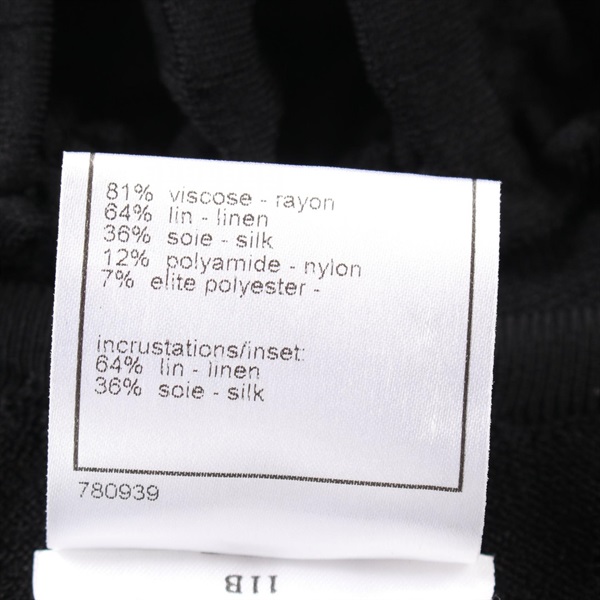 81% viscose - rayon
64% lin - linen
36% soie - silk
12% polyamide - nylon
7% elite polyester -
incrustations/inset:
64% lin - linen
36% soie - silk
780939
11B